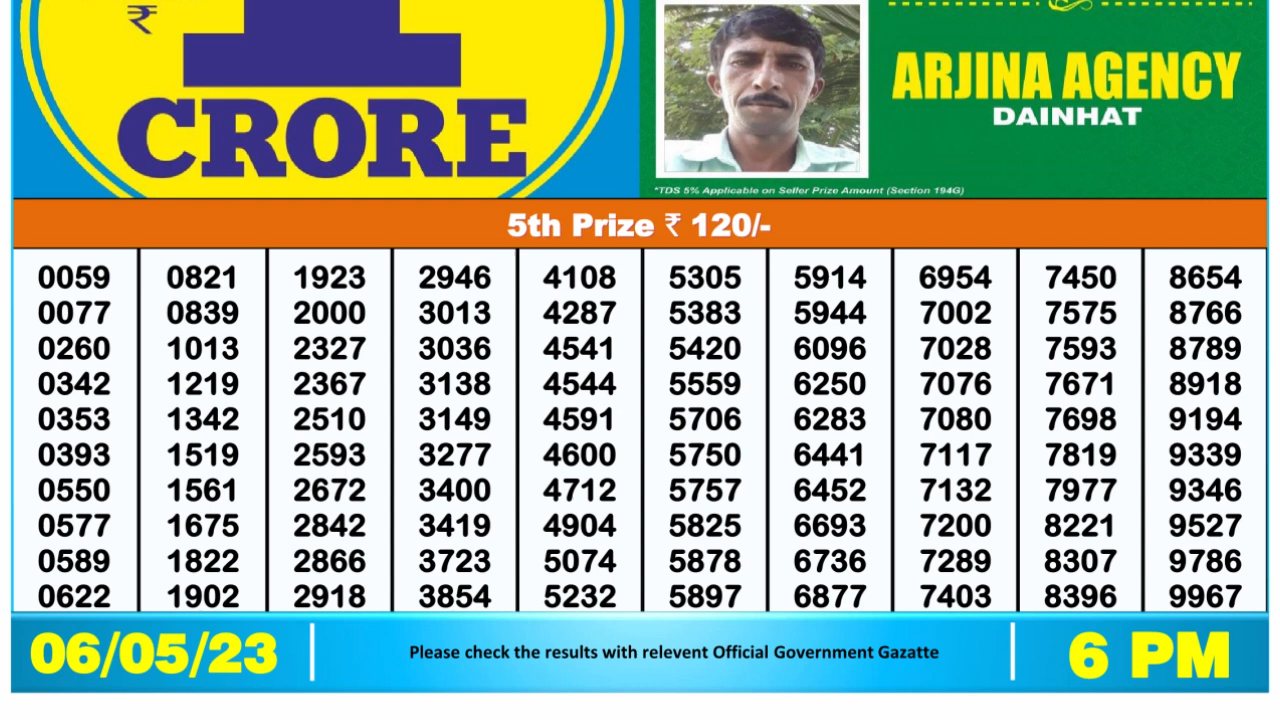 ₹
1
CRORE
ARJINA AGENCY
DAINHAT
*TDS 5% Applicable on Seller Prize Amount (Section 194G)
5th Prize ₹ 120/-
0059 0821 1923 2946 4108 5305 5914 6954 7450 8654
0077 0839 2000 3013 4287 5383 5944 7002 7575 8766
0260 1013 2327 3036 4541 5420 6096 7028 7593 8789
0342 1219 2367 3138 4544 5559 6250 7076 7671 8918
0353 1342 2510 3149 4591 5706 6283 7080 7698 9194
0393 1519 2593 3277 4600 5750 6441 7117 7819 9339
0550 1561 2672 3400 4712 5757 6452 7132 7977 9346
0577 1675 2842 3419 4904 5825 6693 7200 8221 9527
0589 1822 2866 3723 5074 5878 6736 7289 8307 9786
0622 1902 2918 3854 5232 5897 6877 7403 8396 9967
06/05/23
Please check the results with relevent Official Government Gazatte
6 PM